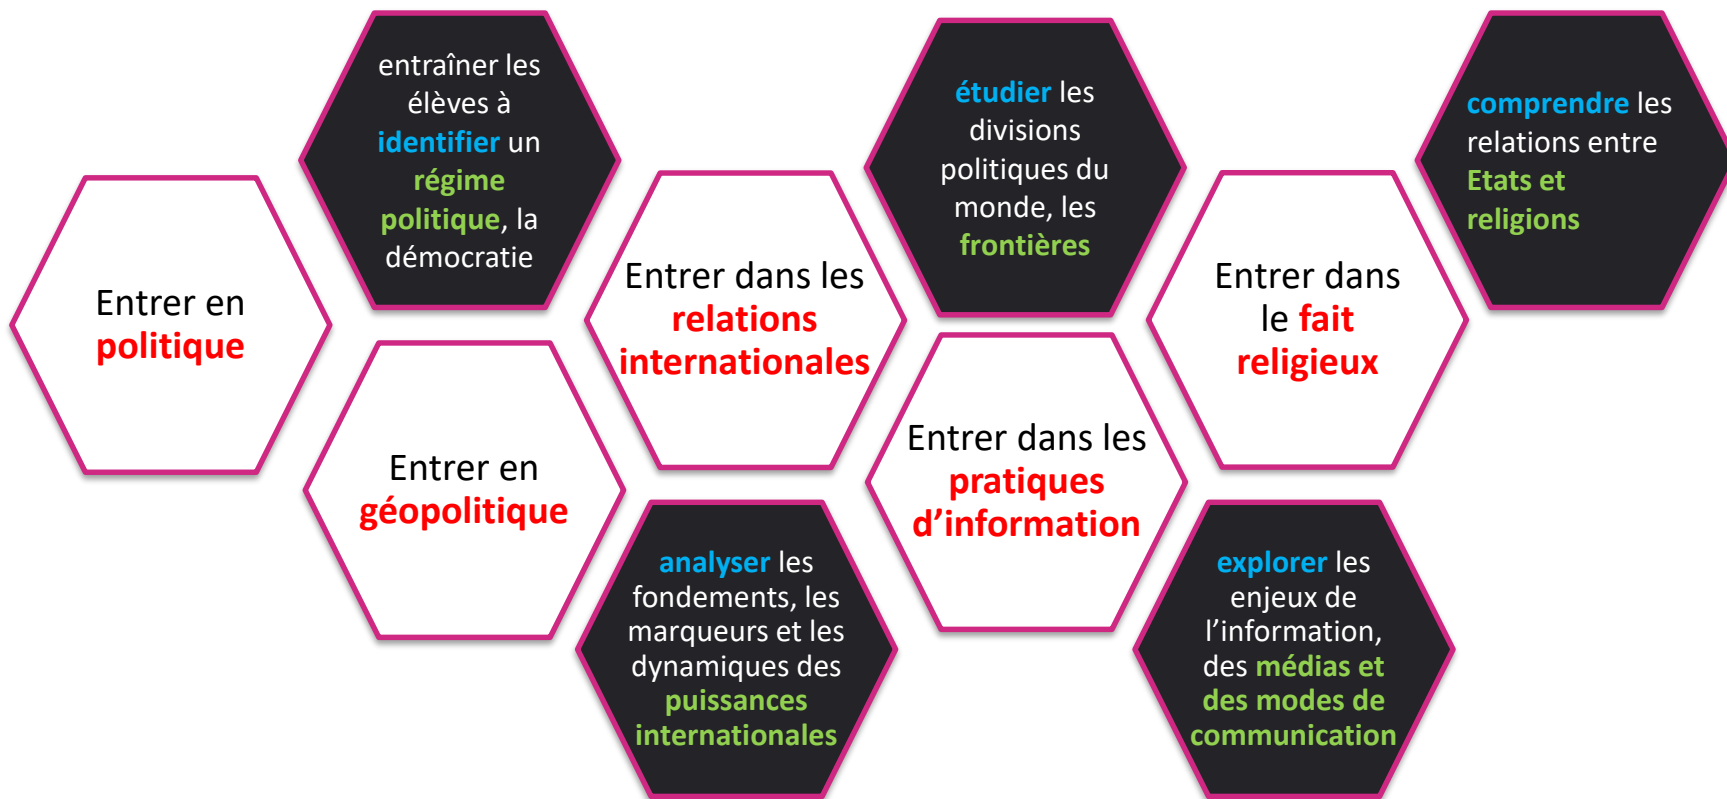 Entrer en
politique
entraîner les
élèves à
identifier un
régime
politique, la
démocratie
Entrer en
géopolitique
analyser les
fondements, les
marqueurs et les
dynamiques des
puissances
internationales
Entrer dans les
relations
internationales
étudier les
divisions
politiques du
monde, les
frontières
Entrer dans les
pratiques
d’information
explorer les
enjeux de
l’information,
des médias et
des modes de
communication
Entrer dans
le fait
religieux
comprendre les
relations entre
Etats et
religions